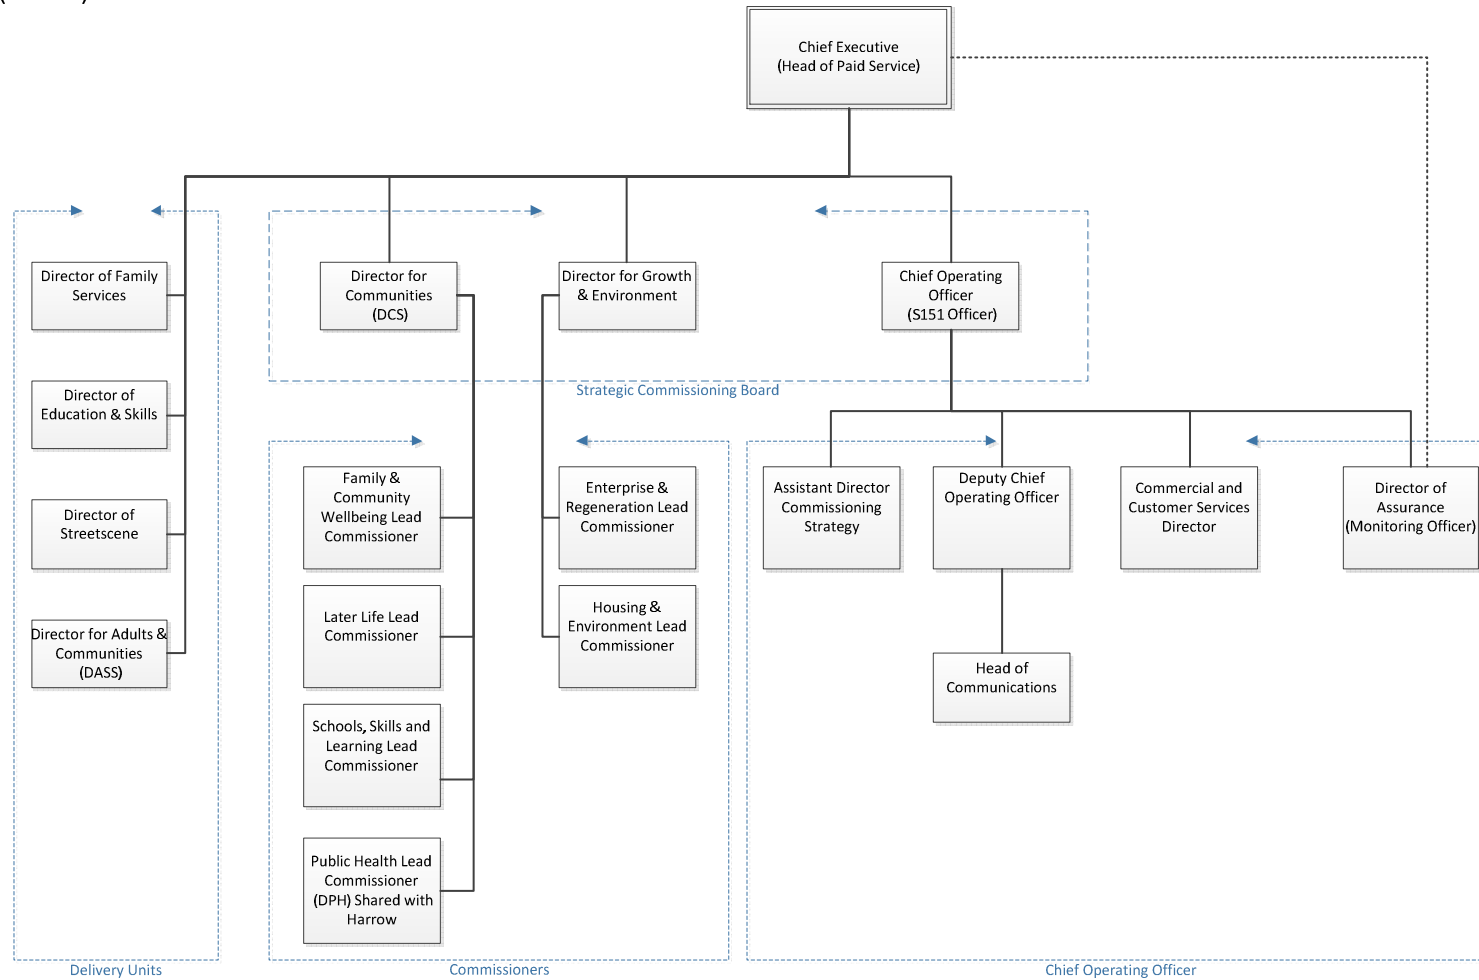 Chief Executive
(Head of Paid Service)
Director of Family
Services
Director for
Communities
(DCS)
Director for Growth
& Environment
Chief Operating
Officer
(S151 Officer)
Director of
Education & Skills
Strategic Commissioning Board
Family &
Community
Wellbeing Lead
Commissioner
Enterprise &
Regeneration Lead
Commissioner
Assistant Director
Commissioning
Strategy
Deputy Chief
Operating Officer
Commercial and
Customer Services
Director
Director of
Assurance
(Monitoring Officer)
Director of
Streetscene
Later Life Lead
Commissioner
Housing &
Environment Lead
Commissioner
Director for Adults &
Communities
(DASS)
Head of
Communications
Schools, Skills and
Learning Lead
Commissioner
Public Health Lead
Commissioner
(DPH) Shared with
Harrow
Delivery Units
Commissioners
Chief Operating Officer